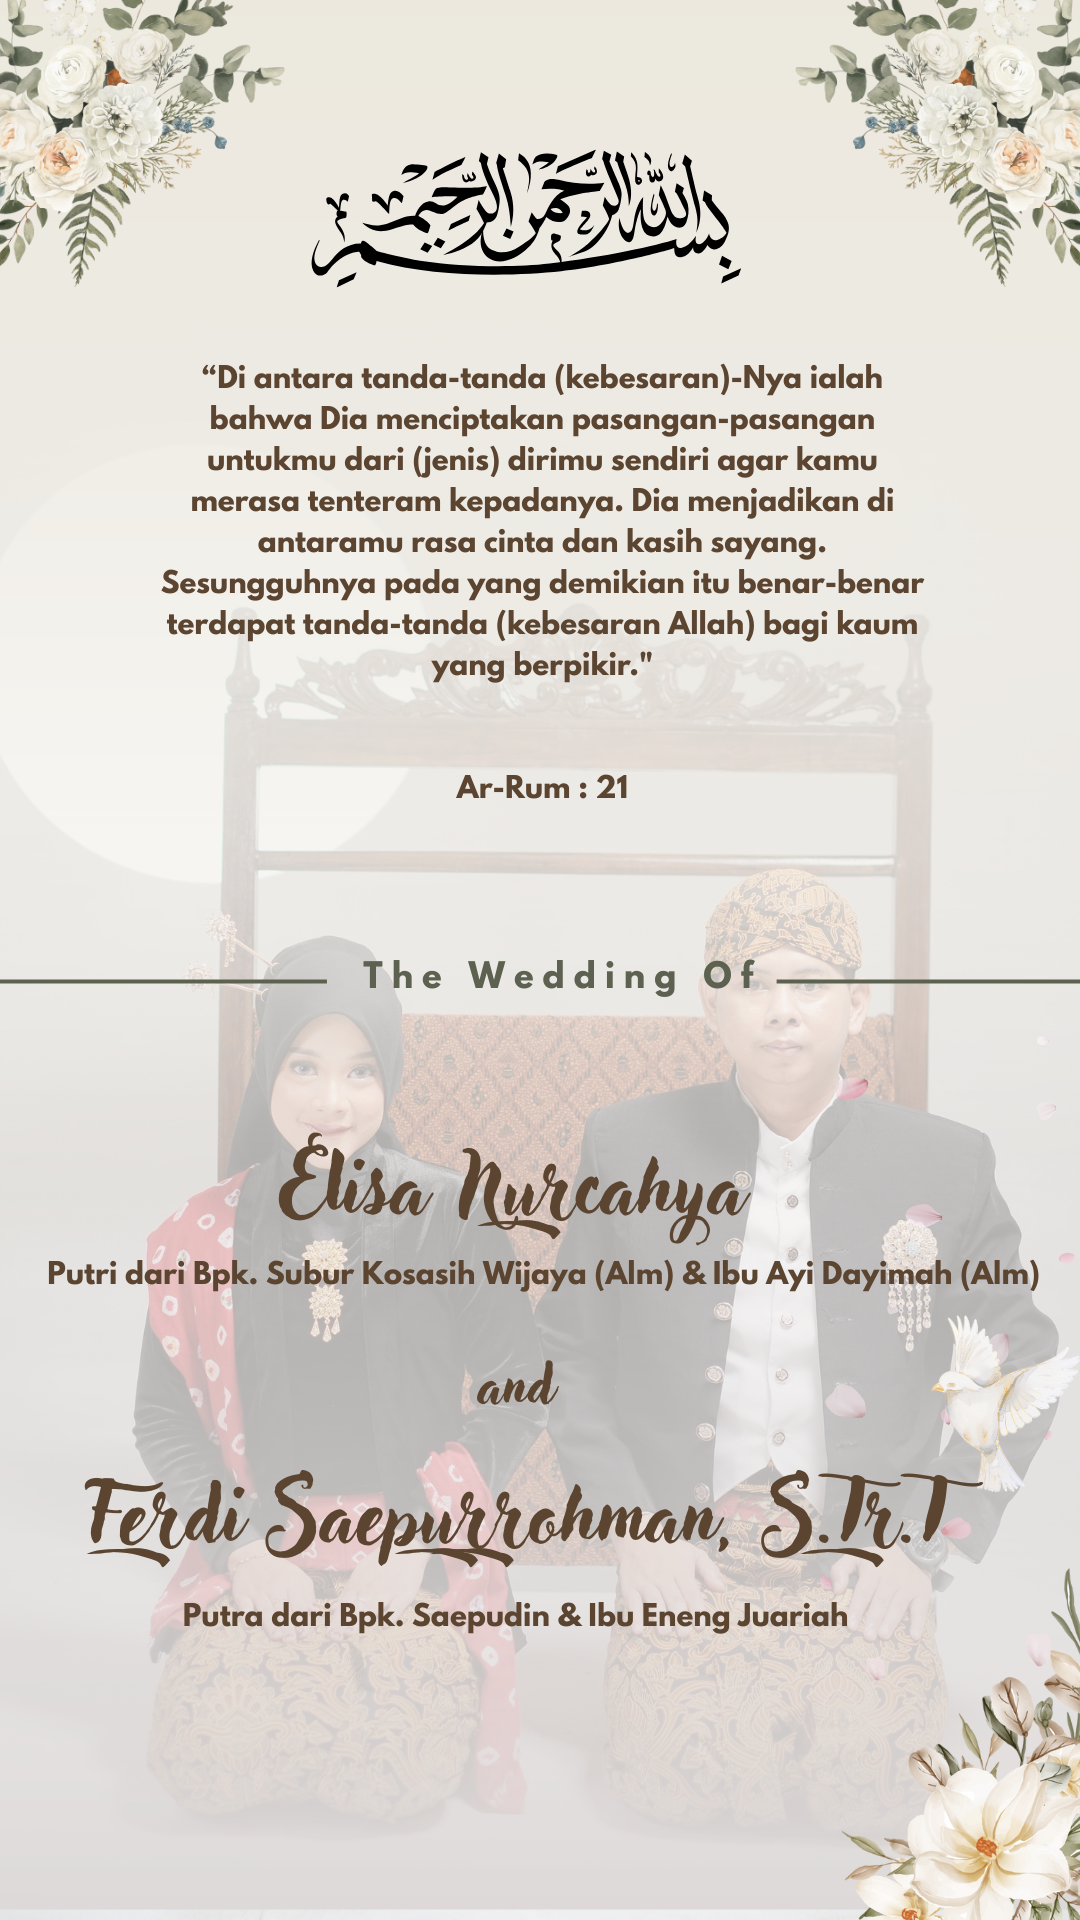 بسم الله الرحمن الرحيم
“Di antara tanda-tanda (kebesaran)-Nya ialah
bahwa Dia menciptakan pasangan-pasangan
untukmu dari (jenis) dirimu sendiri agar kamu
merasa tenteram kepadanya. Dia menjadikan di
antaramu rasa cinta dan kasih sayang.
Sesungguhnya pada yang demikian itu benar-benar
terdapat tanda-tanda (kebesaran Allah) bagi kaum
yang berpikir."
Ar-Rum : 21
The Wedding Of
Elisa Nurcahya
Putri dari Bpk. Subur Kosasih Wijaya (Alm) & Ibu Ayi Dayimah (Alm)
and
Ferdi Saepurrohman, S.Tr.T
Putra dari Bpk. Saepudin & Ibu Eneng Juariah